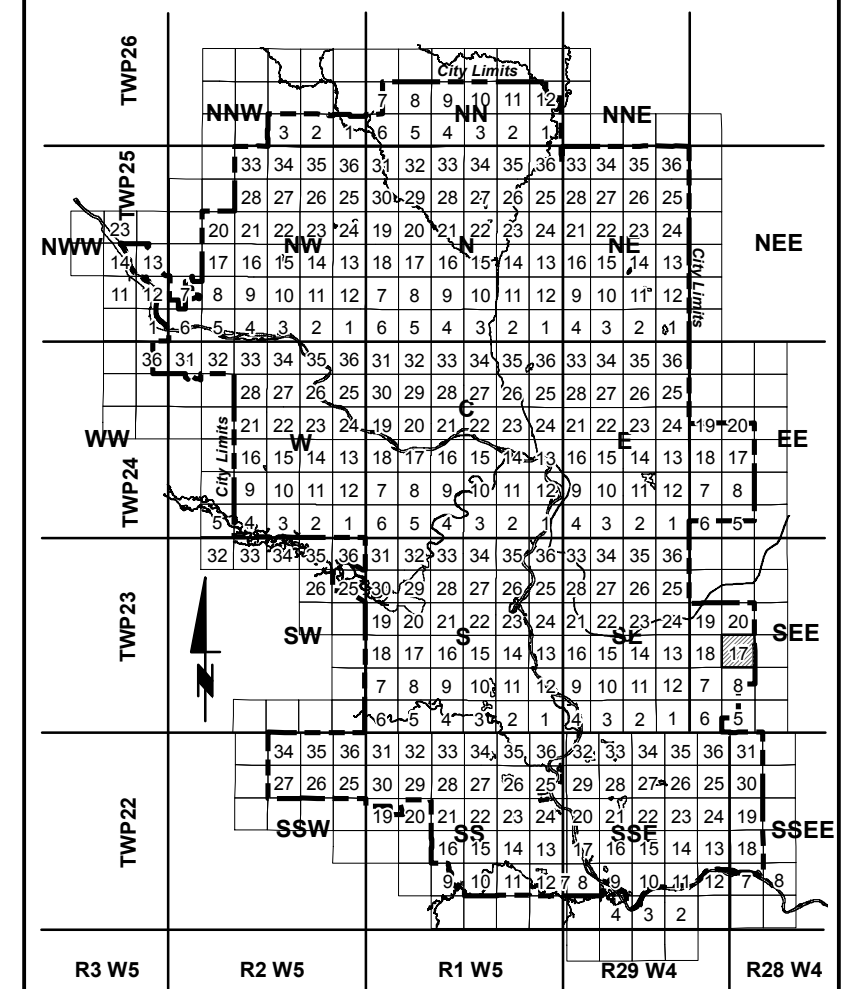 TWP26
City Limits
7 8 9 10 11 12
NNW NN NNE
3 2 1 6 5 4 3 2 1
TWP25
33 34 35 36 31 32 33 34 35 36 33 34 35 36
28 27 26 25 30 29 28 27 26 25 28 27 26 25
23 20 21 22 23 24 19 20 21 22 23 24 21 22 23 24
NWW NW N NE NEE
14 13 17 16 15 14 13 18 17 16 15 14 13 16 15 14 13
City Limits
11 12 7 8 9 10 11 12 7 8 9 10 11 12 9 10 11 12
1 6 5 4 3 2 1 6 5 4 3 2 1 4 3 2 1
36 31 32 33 34 35 36 31 32 33 34 35 36 33 34 35 36
28 27 26 25 30 29 28 27 26 25 28 27 26 25
C
21 22 23 24 19 20 21 22 23 24 21 22 23 24 19 20
WW W E EE
City Limits
16 15 14 13 18 17 16 15 14 13 16 15 14 13 18 17
TWP24
9 10 11 12 7 8 9 10 11 12 9 10 11 12 7 8
5 4 3 2 1 6 5 4 3 2 1 4 3 2 1 6 5
32 33 34 35 36 31 32 33 34 35 36 33 34 35 36
26 25 30 29 28 27 26 25 28 27 26 25
TWP23
19 20 21 22 23 24 21 22 23 24 19 20
SW S SE SEE
18 17 16 15 14 13 16 15 14 13 18 17
N
7 8 9 10 11 12 9 10 11 12 7 8
6 5 4 3 2 1 4 3 2 1 6 5
34 35 36 31 32 33 34 35 36 32 33 34 35 36 31
27 26 25 30 29 28 27 26 25 29 28 27 26 25 30
TWP22
19 20 21 22 23 24 20 21 22 23 24 19
SSW SS SSE SSEE
16 15 14 13 17 16 15 14 13 18
9 10 11 12 7 8 9 10 11 12 7 8
4 3 2
R3 W5 R2 W5 R1 W5 R29 W4 R28 W4